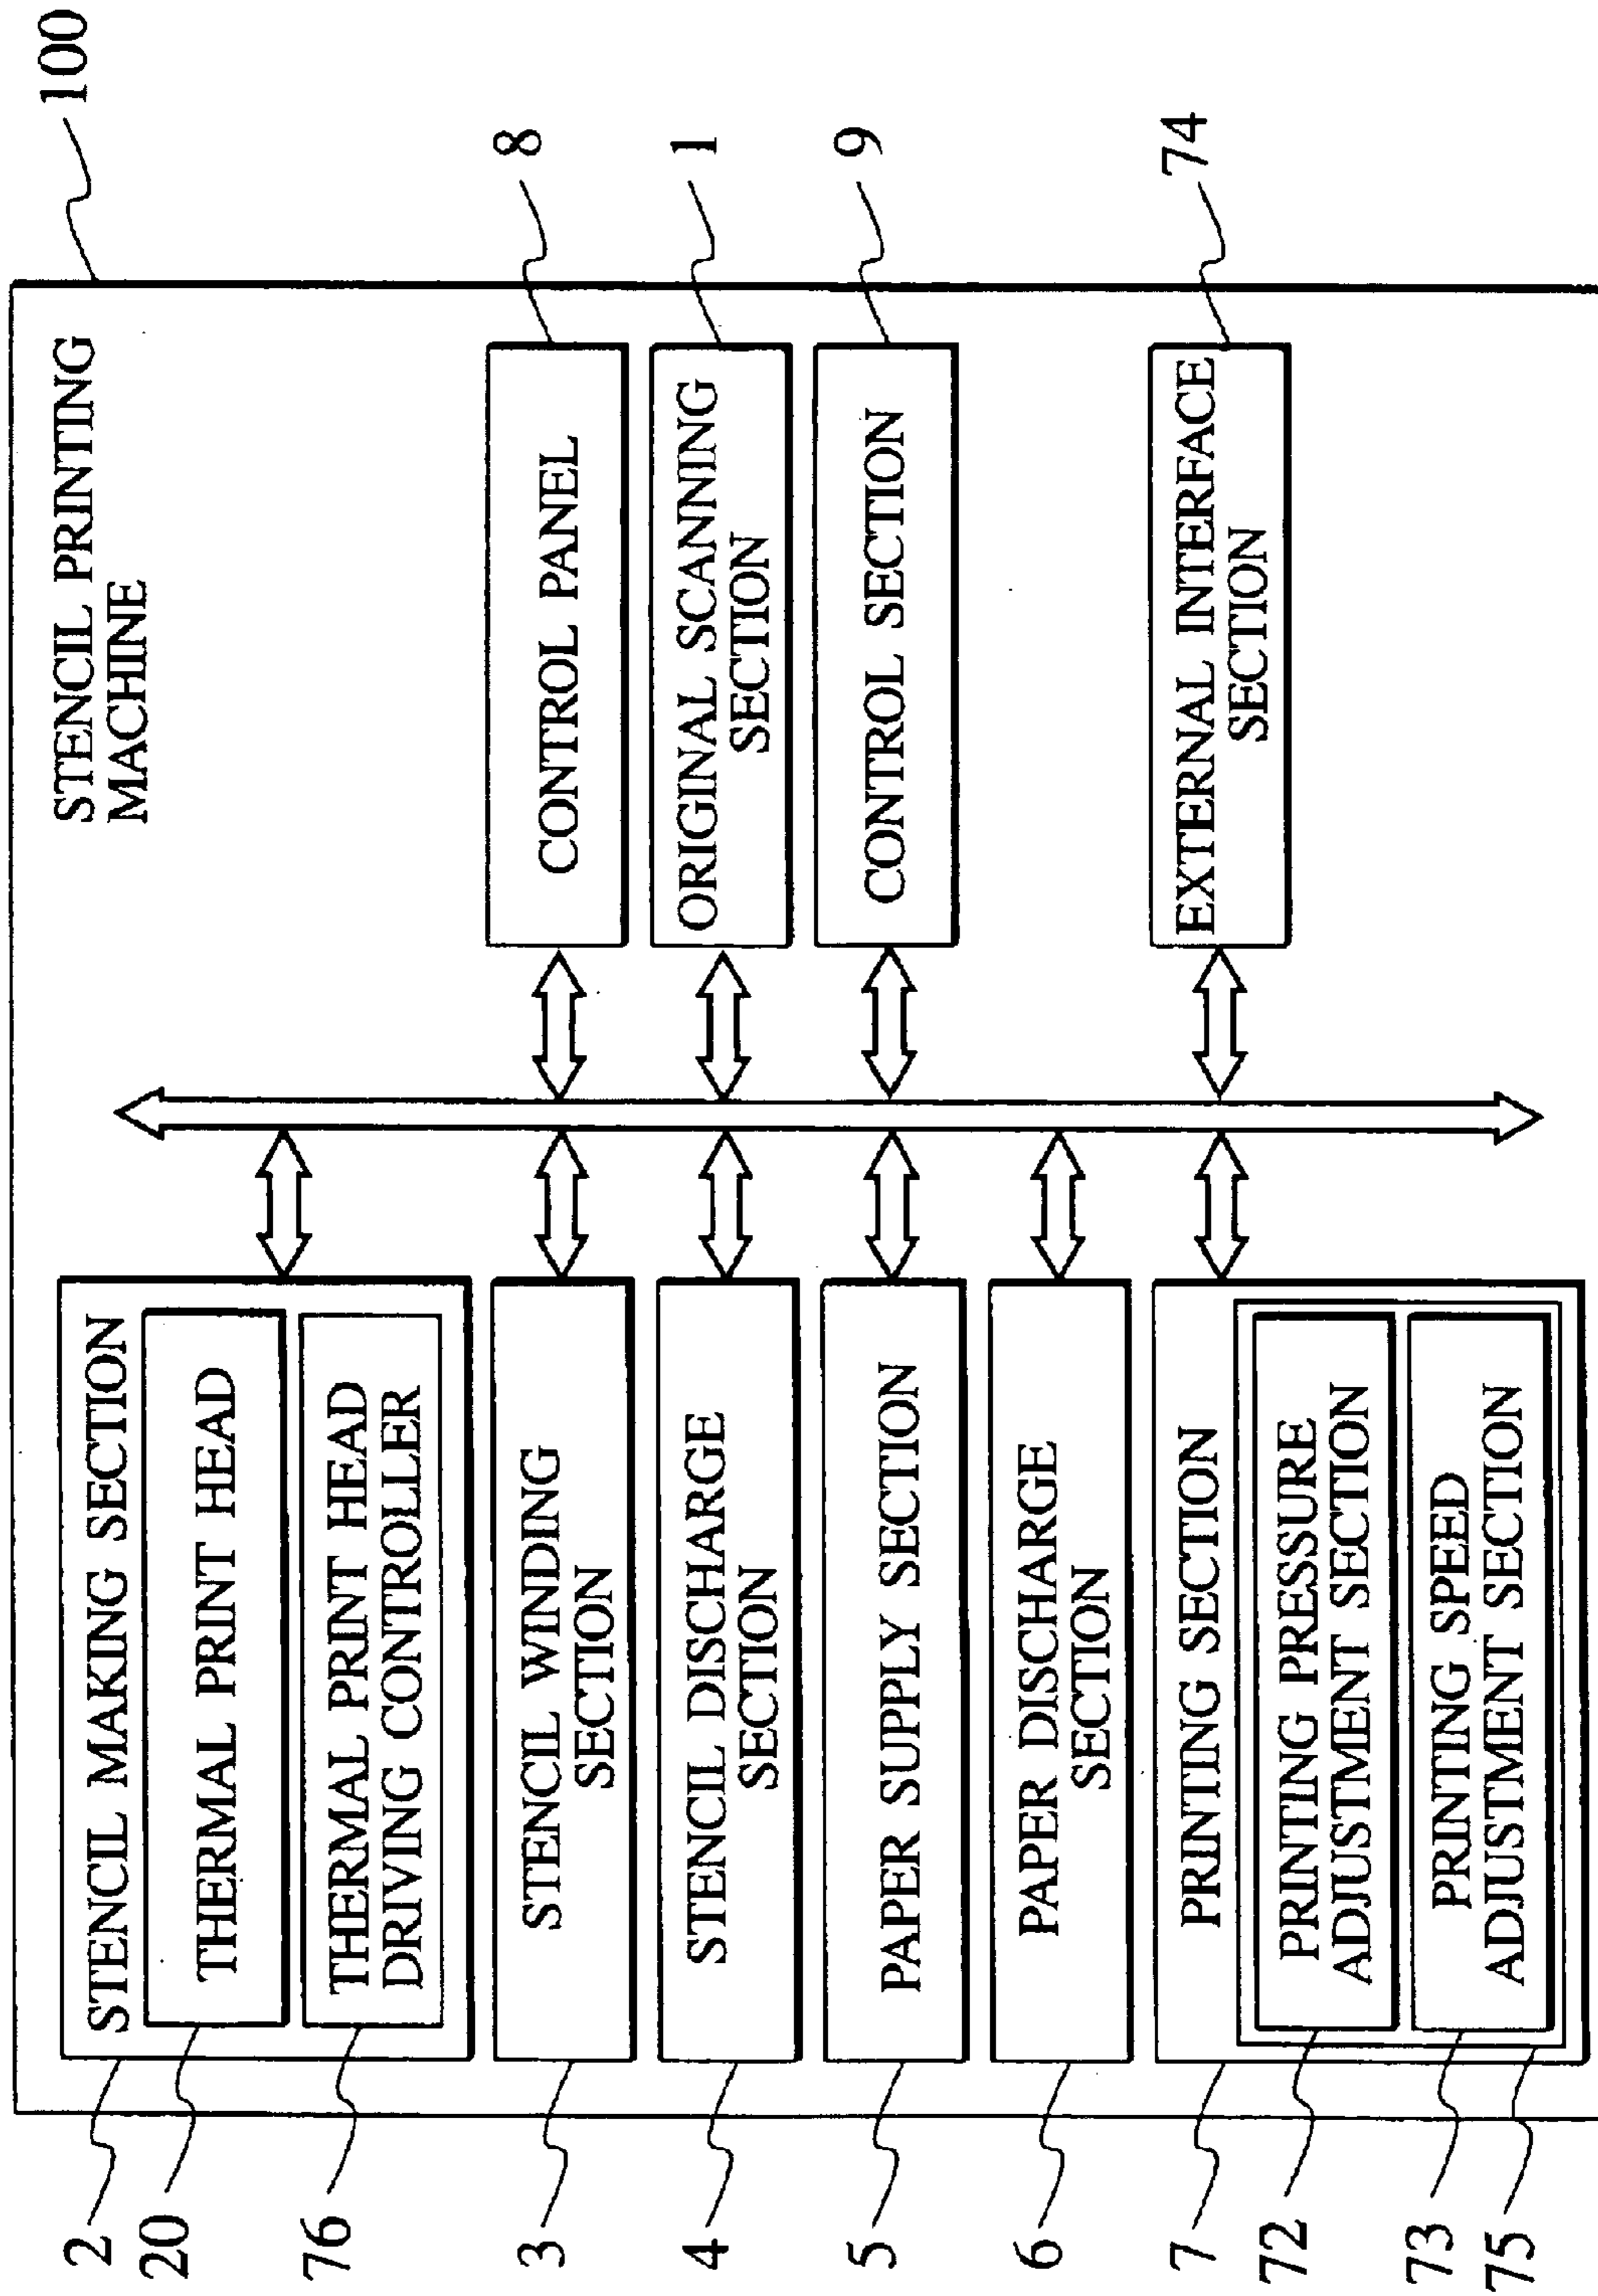 100
STENCIL PRINTING
MACHINE
2
STENCIL MAKING SECTION
20
THERMAL PRINT HEAD
76
THERMAL PRINT HEAD
DRIVING CONTROLLER
3
STENCIL WINDING
SECTION
4
STENCIL DISCHARGE
SECTION
5
PAPER SUPPLY SECTION
6
PAPER DISCHARGE
SECTION
7
PRINTING SECTION
72
PRINTING PRESSURE
ADJUSTMENT SECTION
73
PRINTING SPEED
ADJUSTMENT SECTION
75
CONTROL PANEL
8
ORIGINAL SCANNING
SECTION
1
CONTROL SECTION
9
EXTERNAL INTERFACE
SECTION
74